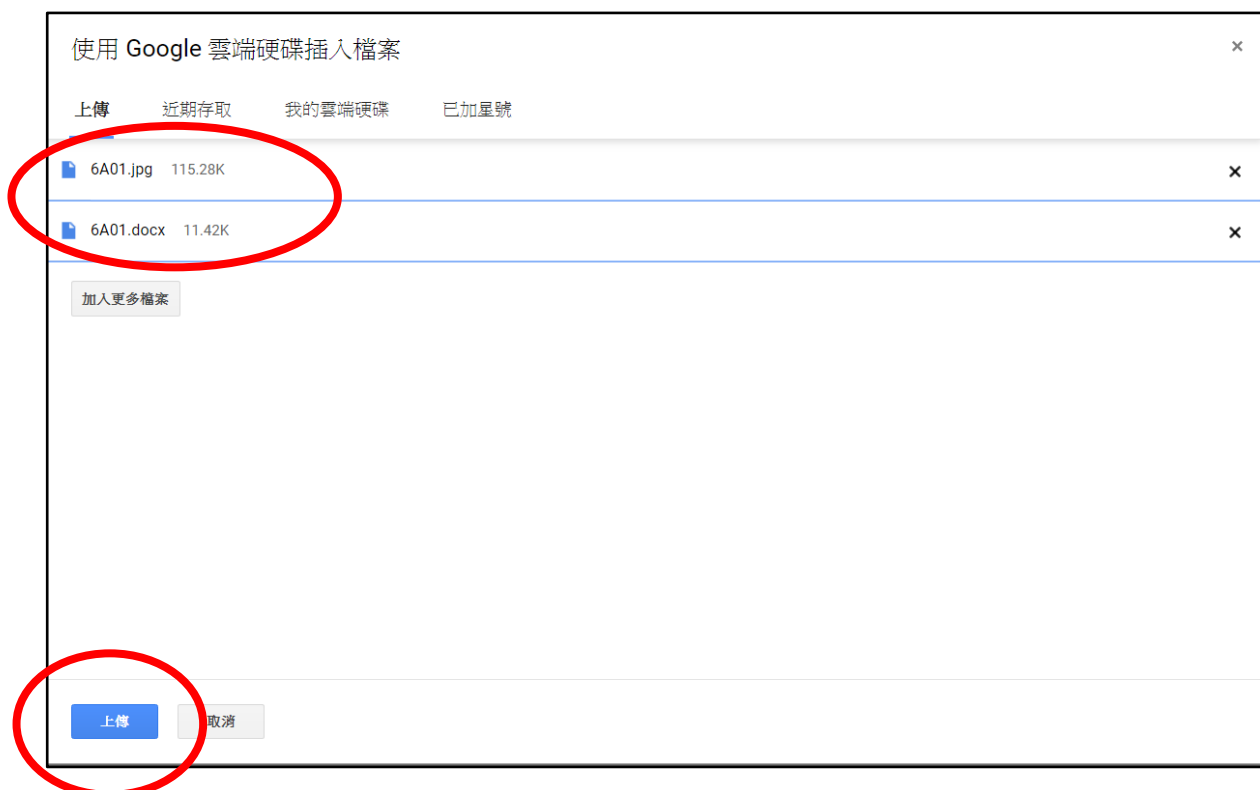 使用 Google 雲端硬碟插入檔案
上傳 近期存取 我的雲端硬碟 已加星號
6A01.jpg 115.28K
6A01.docx 11.42K
加入更多檔案
上傳 取消